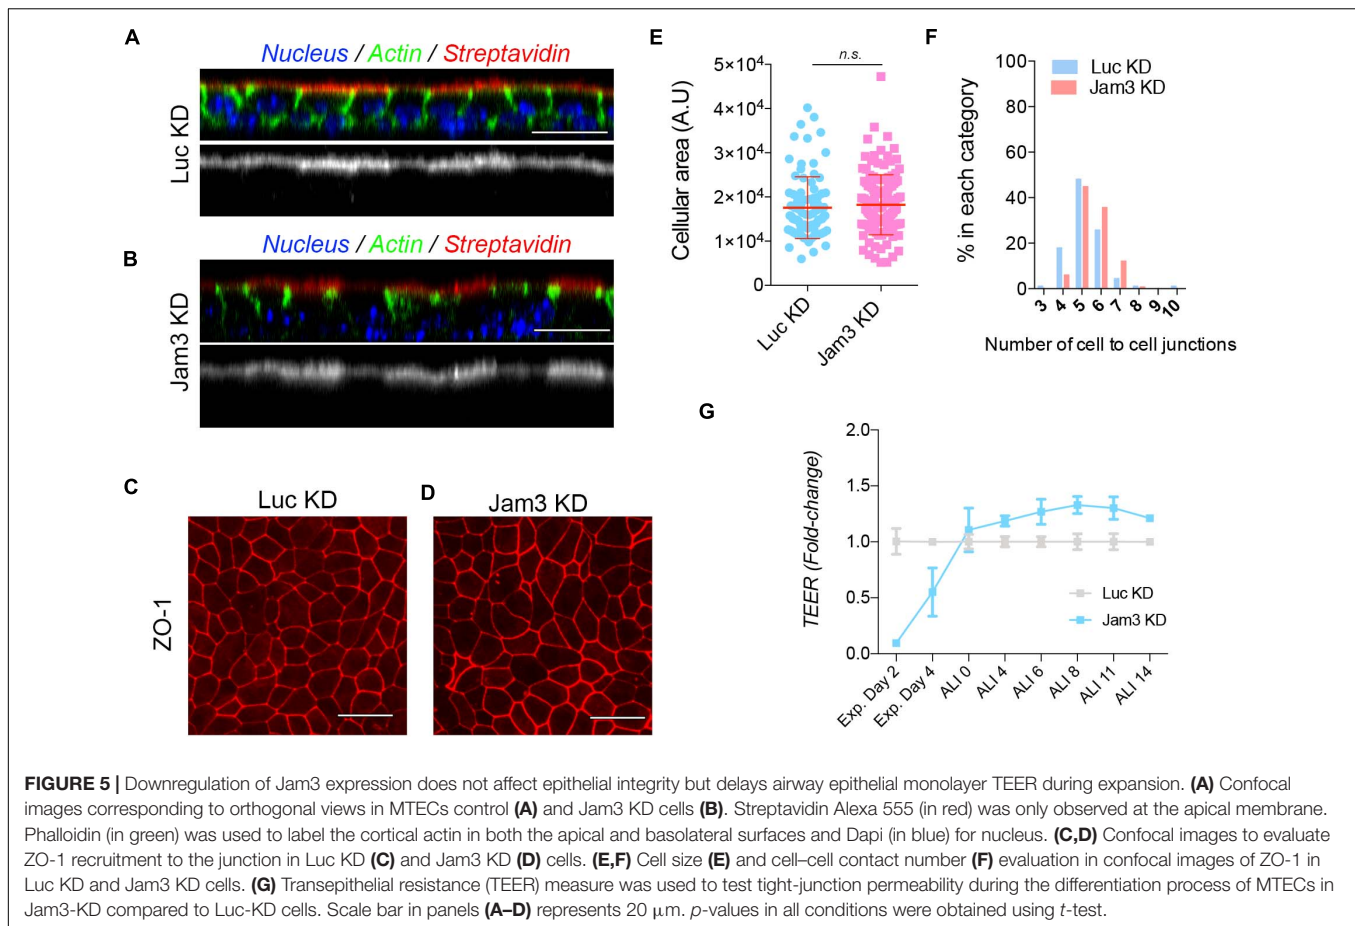 A
Nucleus / Actin / Streptavidin
Luc KD
B
Nucleus / Actin / Streptavidin
Jam3 KD
C
Luc KD
D
Jam3 KD
ZO-1
E
n.s.
Cellular area (A.U)
5×10⁴
4×10⁴
3×10⁴
2×10⁴
1×10⁴
0
Luc KD
Jam3 KD
F
Luc KD
Jam3 KD
% in each category
100
80
60
40
20
0
3 4 5 6 7 8 9 10
Number of cell to cell junctions
G
TEER (Fold-change)
2.0
1.5
1.0
0.5
0.0
Luc KD
Jam3 KD
Exp. Day 2
Exp. Day 4
ALI 0
ALI 4
ALI 6
ALI 8
ALI 11
ALI 14
FIGURE 5 | Downregulation of Jam3 expression does not affect epithelial integrity but delays airway epithelial monolayer TEER during expansion. (A) Confocal
images corresponding to orthogonal views in MTECs control (A) and Jam3 KD cells (B). Streptavidin Alexa 555 (in red) was only observed at the apical membrane.
Phalloidin (in green) was used to label the cortical actin in both the apical and basolateral surfaces and Dapi (in blue) for nucleus. (C,D) Confocal images to evaluate
ZO-1 recruitment to the junction in Luc KD (C) and Jam3 KD (D) cells. (E,F) Cell size (E) and cell–cell contact number (F) evaluation in confocal images of ZO-1 in
Luc KD and Jam3 KD cells. (G) Transepithelial resistance (TEER) measure was used to test tight-junction permeability during the differentiation process of MTECs in
Jam3-KD compared to Luc-KD cells. Scale bar in panels (A–D) represents 20 μm. p-values in all conditions were obtained using t-test.